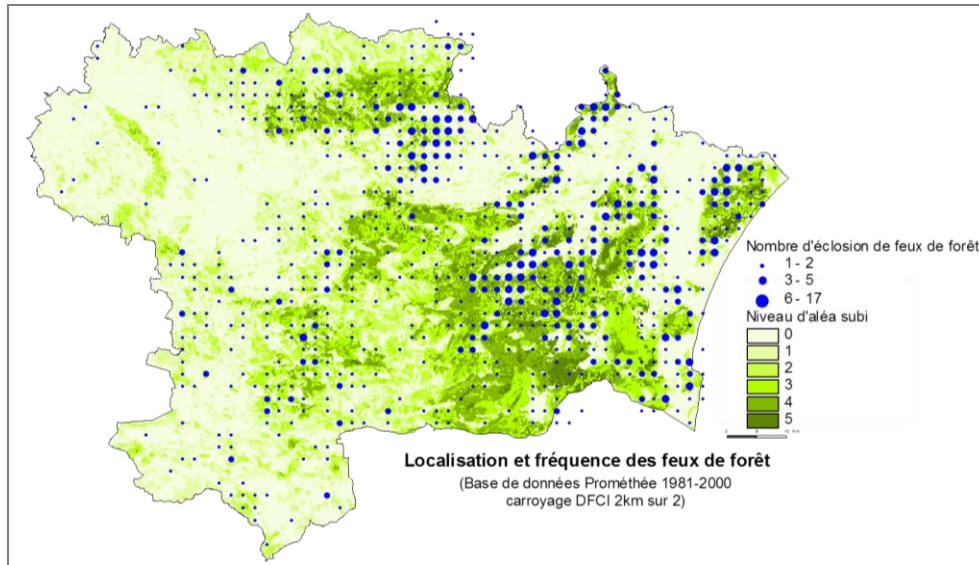 Nombre d'éclosion de feux de forêt
1 - 2
3 - 5
6 - 17
Niveau d'aléa subi
0
1
2
3
4
5
Localisation et fréquence des feux de forêt
(Base de données Prométhée 1981-2000
carroyage DFCI 2km sur 2)